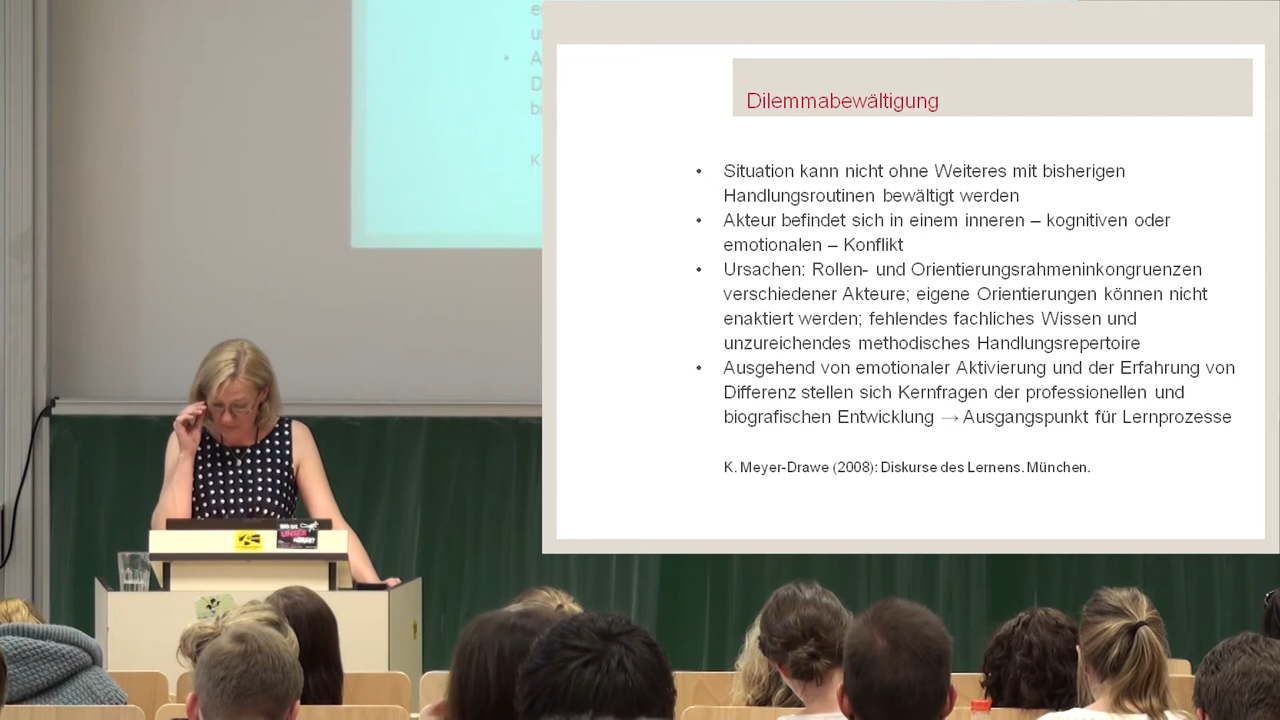 Dilemmabewältigung
• Situation kann nicht ohne Weiteres mit bisherigen
Handlungsroutinen bewältigt werden
• Akteur befindet sich in einem inneren – kognitiven oder
emotionalen – Konflikt
• Ursachen: Rollen- und Orientierungsrahmeninkongruenzen
verschiedener Akteure; eigene Orientierungen können nicht
enaktiert werden; fehlendes fachliches Wissen und
unzureichendes methodisches Handlungsrepertoire
• Ausgehend von emotionaler Aktivierung und der Erfahrung von
Differenz stellen sich Kernfragen der professionellen und
biografischen Entwicklung → Ausgangspunkt für Lernprozesse
K. Meyer-Drawe (2008): Diskurse des Lernens. München.
UNSER